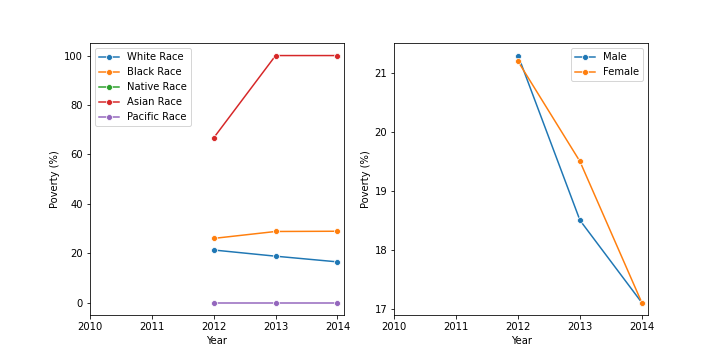 White Race
Black Race
Native Race
Asian Race
Pacific Race
100
80
60
40
20
0
Poverty (%)
2010 2011 2012 2013 2014
Year
Male
Female
21
20
19
18
17
Poverty (%)
2010 2011 2012 2013 2014
Year